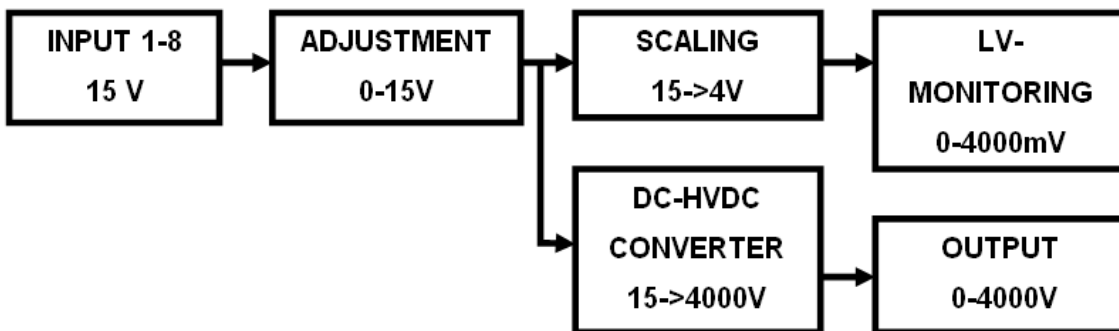 INPUT 1-8
15 V
ADJUSTMENT
0-15V
SCALING
15->4V
LV-
MONITORING
0-4000mV
DC-HVDC
CONVERTER
15->4000V
OUTPUT
0-4000V